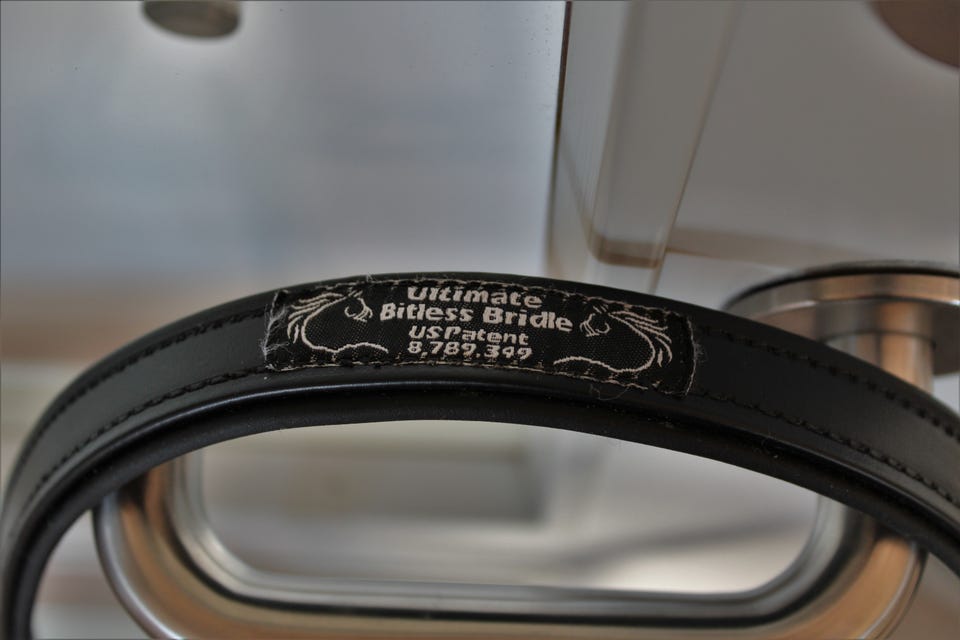 Ultimate
Bitless Bridle
US Patent
8,789,349